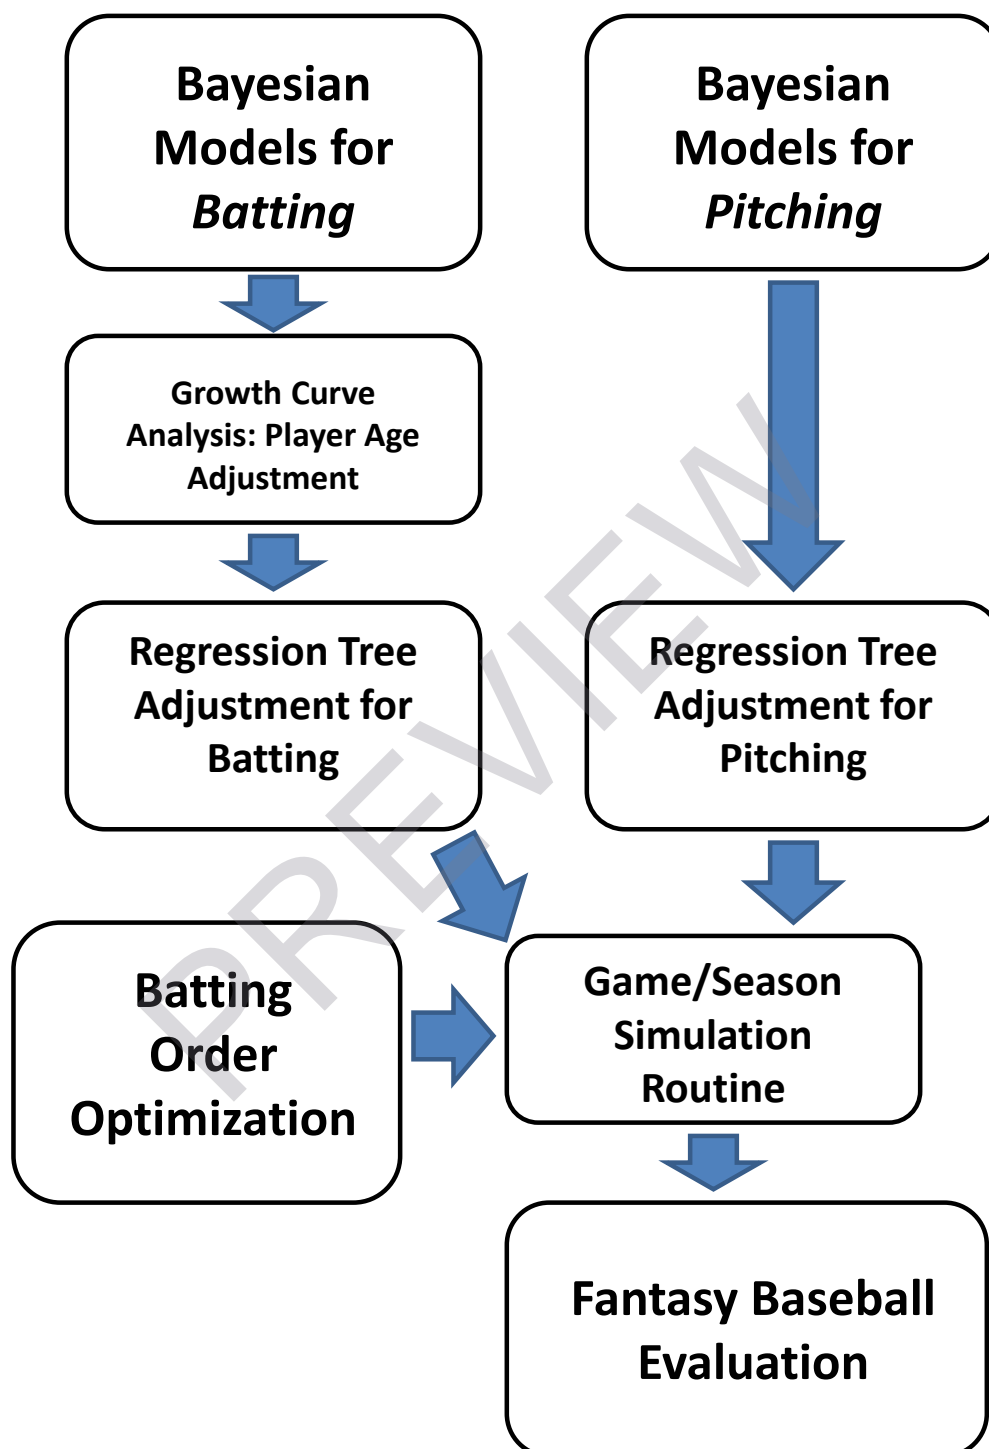 Bayesian
Models for
Batting
Bayesian
Models for
Pitching
Growth Curve
Analysis: Player Age
Adjustment
Regression Tree
Adjustment for
Batting
Regression Tree
Adjustment for
Pitching
Batting
Order
Optimization
Game/Season
Simulation
Routine
Fantasy Baseball
Evaluation
PREVIEW